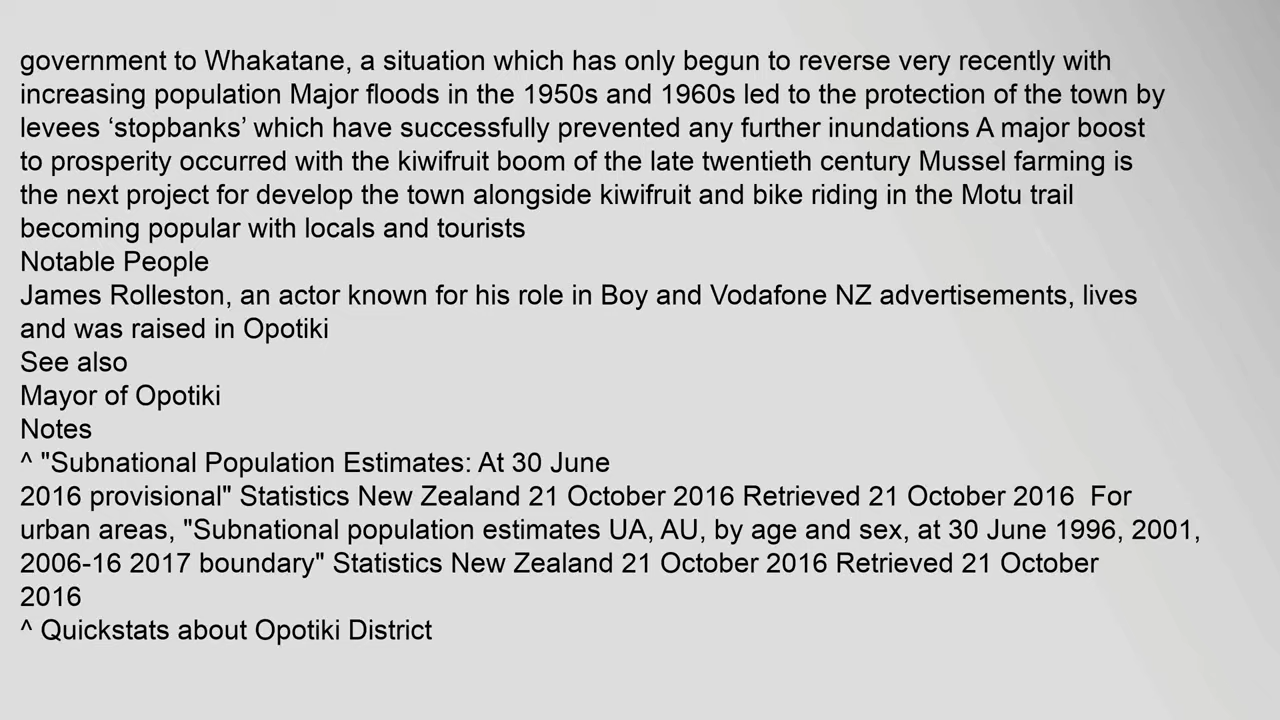 government to Whakatane, a situation which has only begun to reverse very recently with
increasing population Major floods in the 1950s and 1960s led to the protection of the town by
levees ‘stopbanks’ which have successfully prevented any further inundations A major boost
to prosperity occurred with the kiwifruit boom of the late twentieth century Mussel farming is
the next project for develop the town alongside kiwifruit and bike riding in the Motu trail
becoming popular with locals and tourists
Notable People
James Rolleston, an actor known for his role in Boy and Vodafone NZ advertisements, lives
and was raised in Opotiki
See also
Mayor of Opotiki
Notes
^ "Subnational Population Estimates: At 30 June
2016 provisional" Statistics New Zealand 21 October 2016 Retrieved 21 October 2016  For
urban areas, "Subnational population estimates UA, AU, by age and sex, at 30 June 1996, 2001,
2006-16 2017 boundary" Statistics New Zealand 21 October 2016 Retrieved 21 October
2016
^ Quickstats about Opotiki District